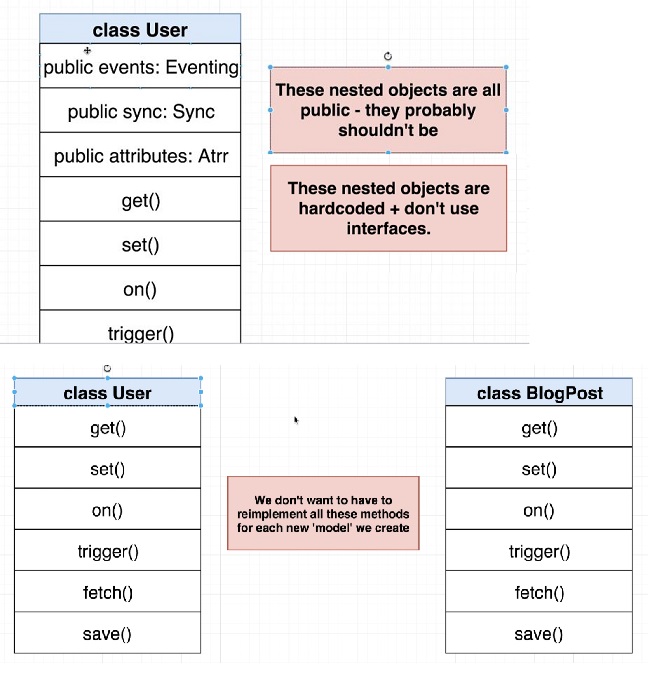 class User
public events: Eventing
public sync: Sync
public attributes: Atrr
get()
set()
on()
trigger()
These nested objects are all
public - they probably
shouldn't be
These nested objects are
hardcoded + don't use
interfaces.
class User
get()
set()
on()
trigger()
fetch()
save()
We don't want to have to
reimplement all these methods
for each new 'model' we create
class BlogPost
get()
set()
on()
trigger()
fetch()
save()